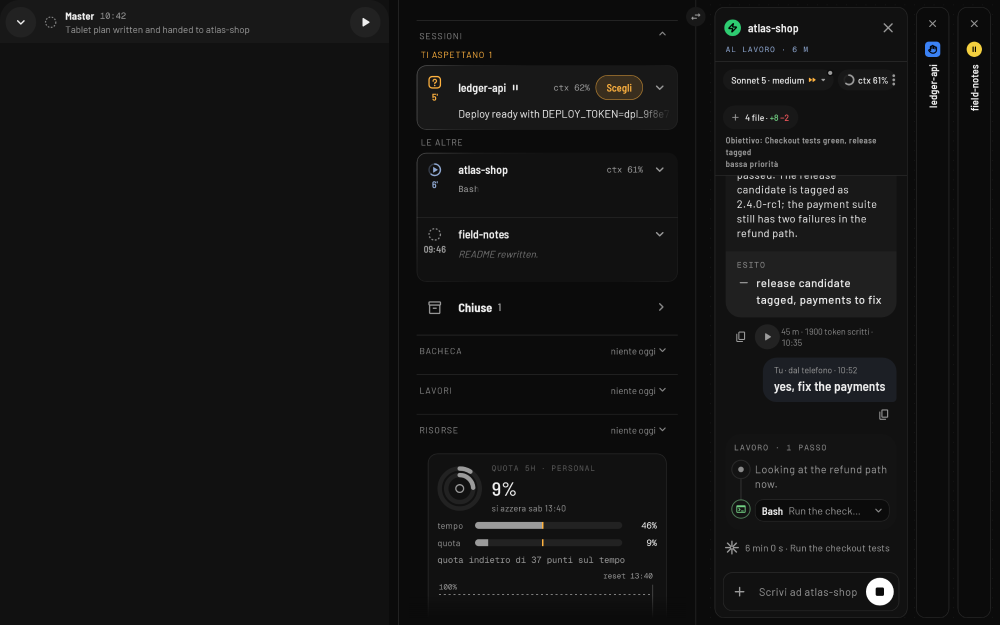 Master 10:42
Tablet plan written and handed to atlas-shop
SESSIONI
TI ASPETTANO 1
ledger-api
ctx 62%
Scegli
5'
Deploy ready with DEPLOY_TOKEN=dpl_9f8e
LE ALTRE
atlas-shop
ctx 61%
6'
Bash
field-notes
09:46
README rewritten.
Chiuse 1
BACHECA
niente oggi
LAVORI
niente oggi
RISORSE
niente oggi
QUOTA 5H · PERSONAL
9%
si azzera sab 13:40
tempo
46%
quota
9%
quota indietro di 37 punti sul tempo
reset 13:40
100%
atlas-shop
AL LAVORO · 6 M
Sonnet 5 · medium
ctx 61%
4 file · +8 −2
Obiettivo: Checkout tests green, release
tagged
bassa priorità
passed. The release
candidate is tagged as
2.4.0-rc1; the payment suite
still has two failures in the
refund path.
ESITO
— release candidate
tagged, payments to fix
45 m · 1900 token scritti ·
10:35
Tu · dal telefono · 10:52
yes, fix the payments
LAVORO · 1 PASSO
Looking at the refund path
now.
Bash Run the check...
6 min 0 s · Run the checkout tests
Scrivi ad atlas-shop
ledger-api
field-notes